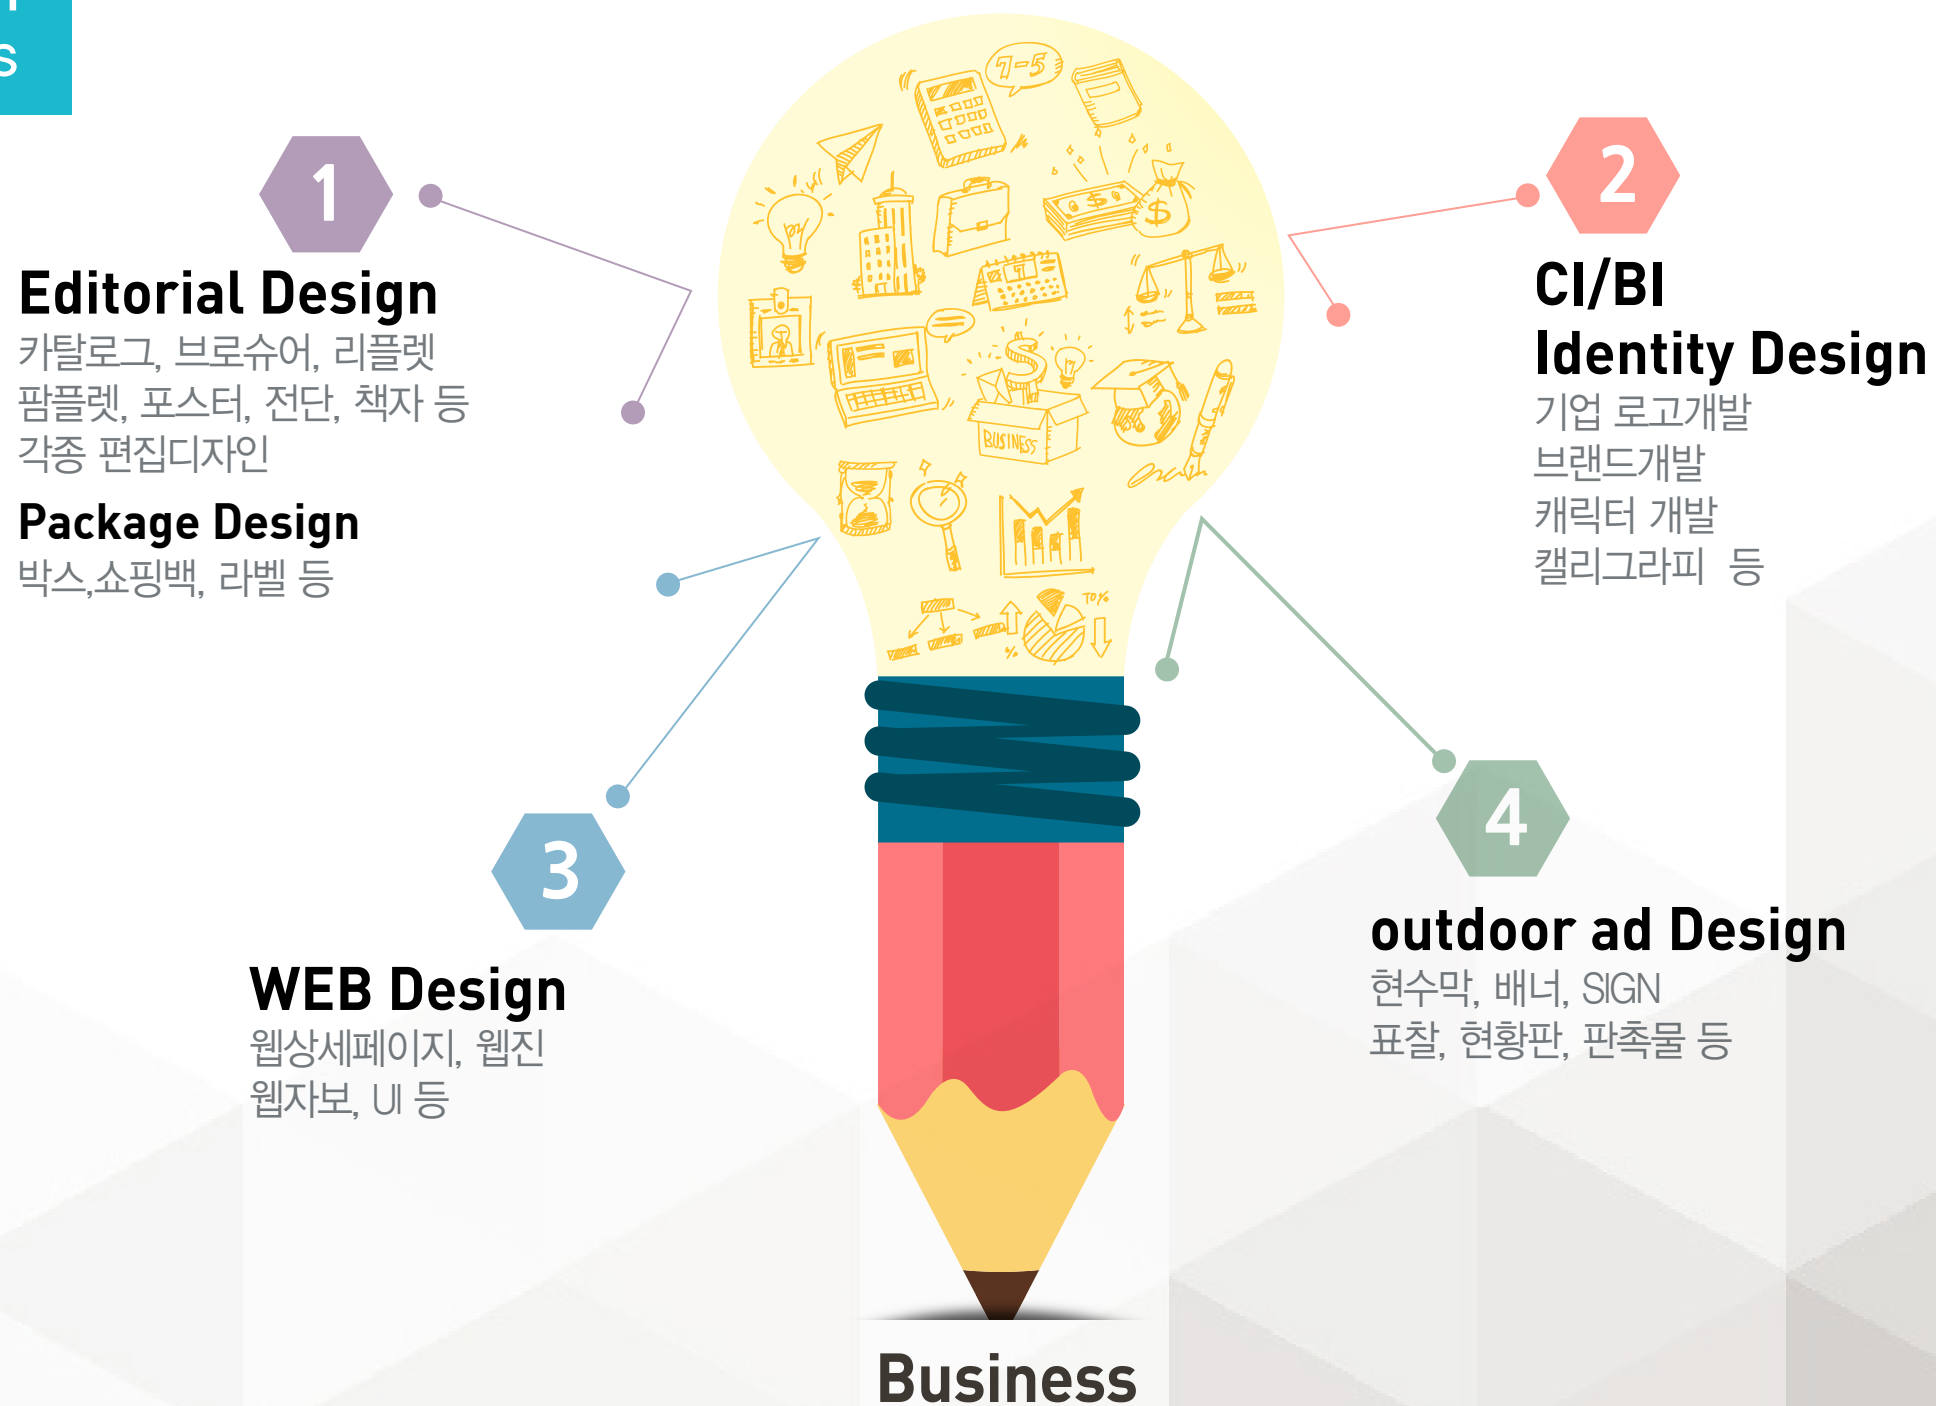 s
7-5
BUSINESS
70%
%
1
Editorial Design
카탈로그, 브로슈어, 리플렛
팜플렛, 포스터, 전단, 책자 등
각종 편집디자인
Package Design
박스,쇼핑백, 라벨 등
2
CI/BI
Identity Design
기업 로고개발
브랜드개발
캐릭터 개발
캘리그라피 등
3
WEB Design
웹상세페이지, 웹진
웹자보, UI 등
4
outdoor ad Design
현수막, 배너, SIGN
표찰, 현황판, 판촉물 등
Business